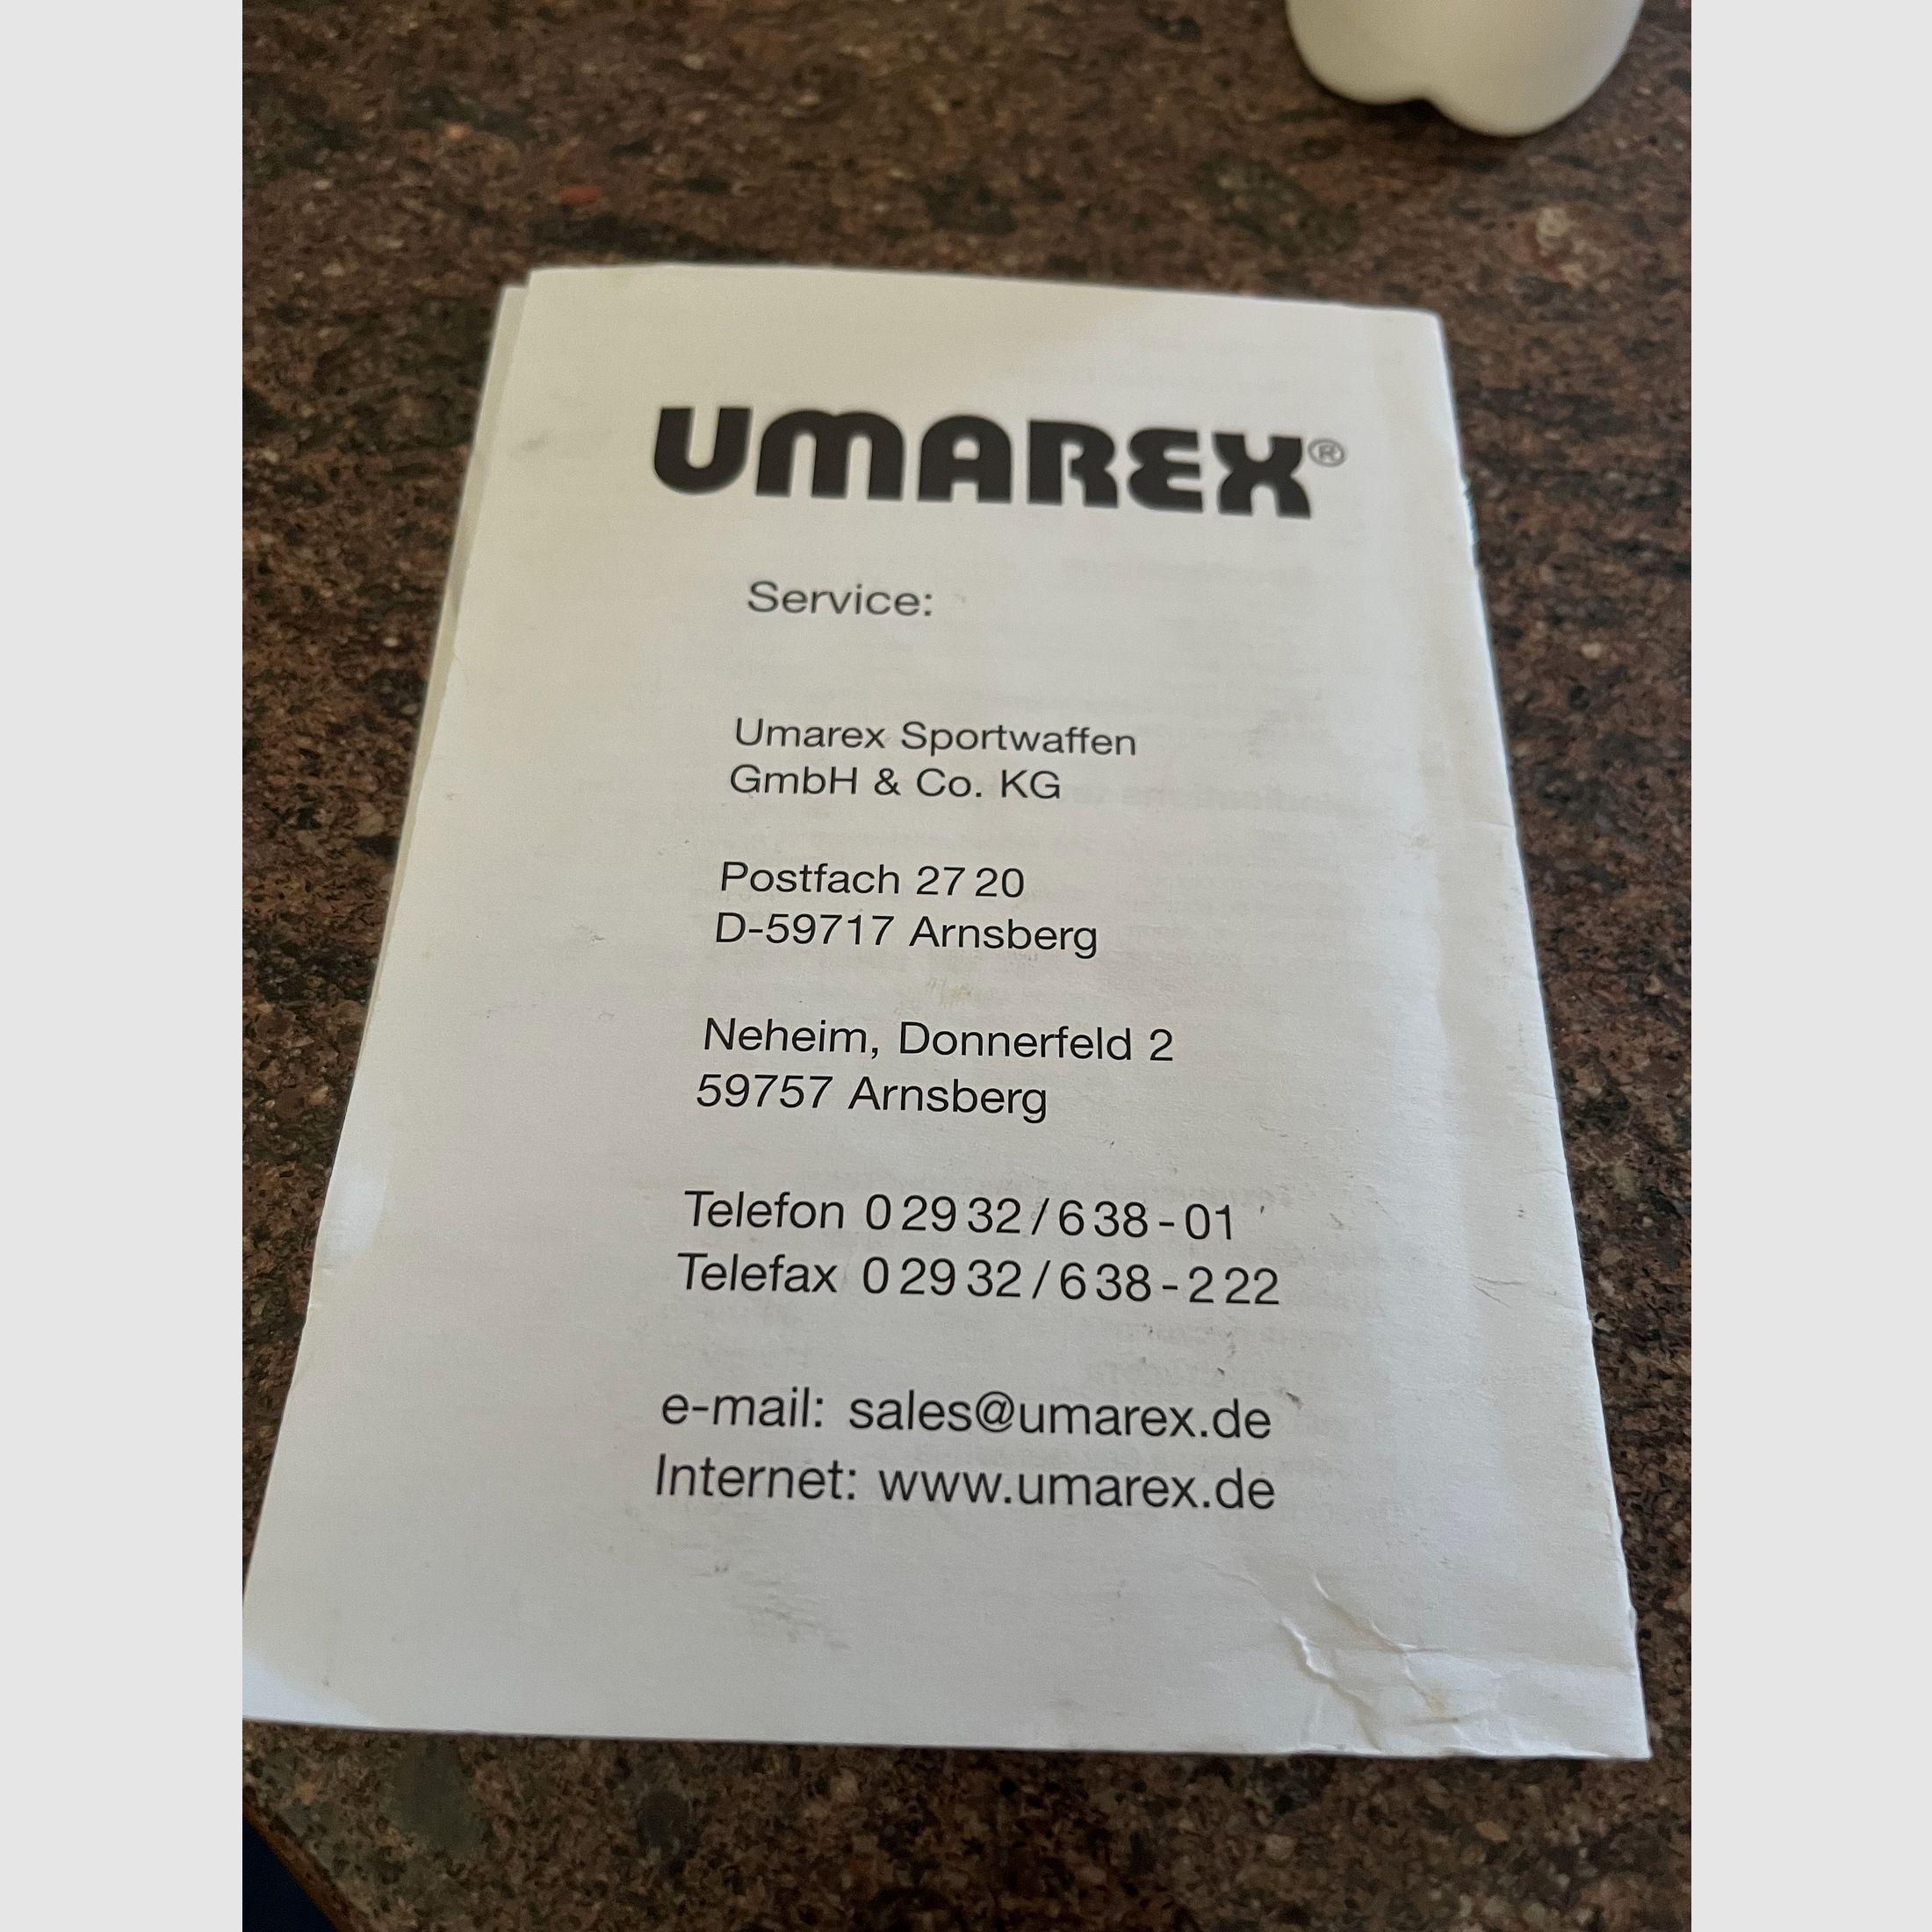 UMAREX®
Service:
Umarex Sportwaffen
GmbH & Co. KG
Postfach 27 20
D-59717 Arnsberg
Neheim, Donnerfeld 2
59757 Arnsberg
Telefon 0 29 32 / 6 38 - 01
Telefax 0 29 32 / 6 38 - 2 22
e-mail: sales@umarex.de
Internet: www.umarex.de